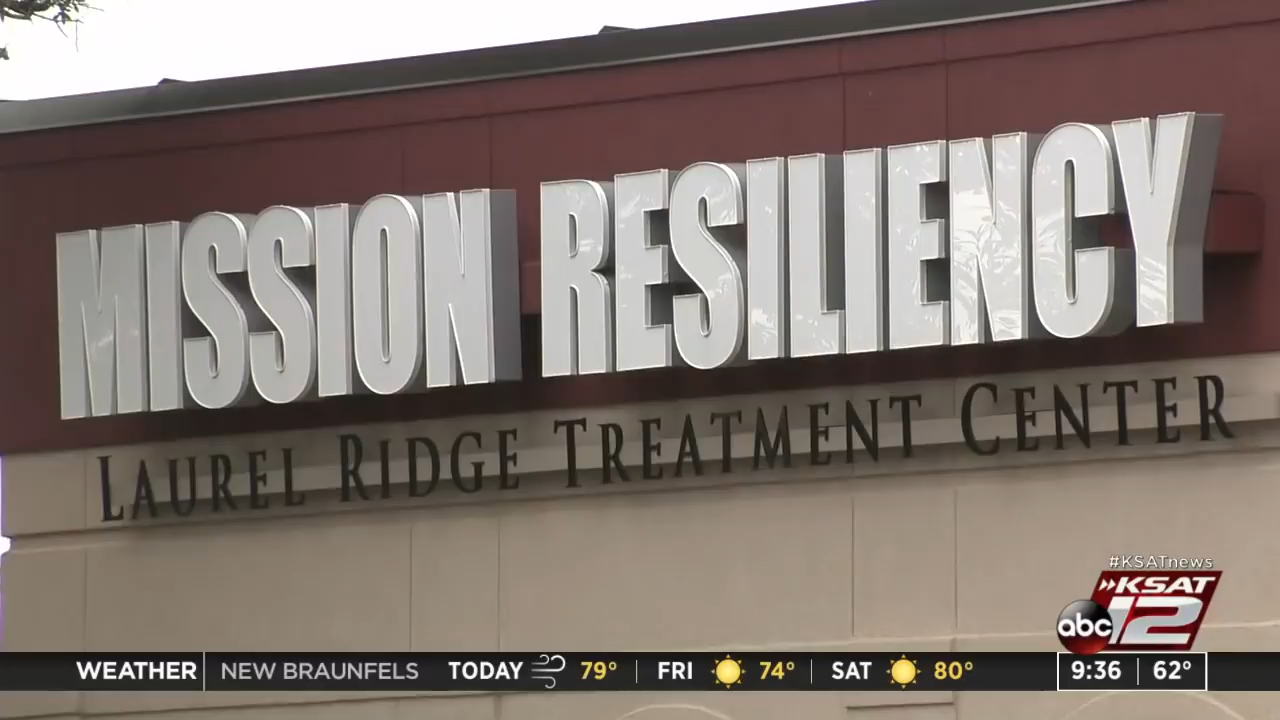 MISSION RESILIENCY
LAUREL RIDGE TREATMENT CENTER
#KSATnews
KSAT
abc 12
WEATHER NEW BRAUNFELS TODAY 79° FRI 74° SAT 80° 9:36 62°